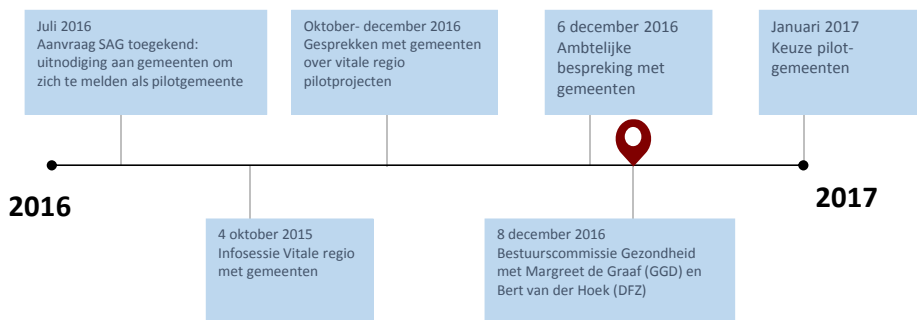 Juli 2016
Aanvraag SAG toegekend:
uitnodiging aan gemeenten om
zich te melden als pilotgemeente
Oktober- december 2016
Gesprekken met gemeenten
over vitale regio
pilotprojecten
6 december 2016
Ambtelijke
bespreking met
gemeenten
Januari 2017
Keuze pilot-
gemeenten
2016
2017
4 oktober 2015
Infosessie Vitale regio
met gemeenten
8 december 2016
Bestuurscommissie Gezondheid
met Margreet de Graaf (GGD) en
Bert van der Hoek (DFZ)